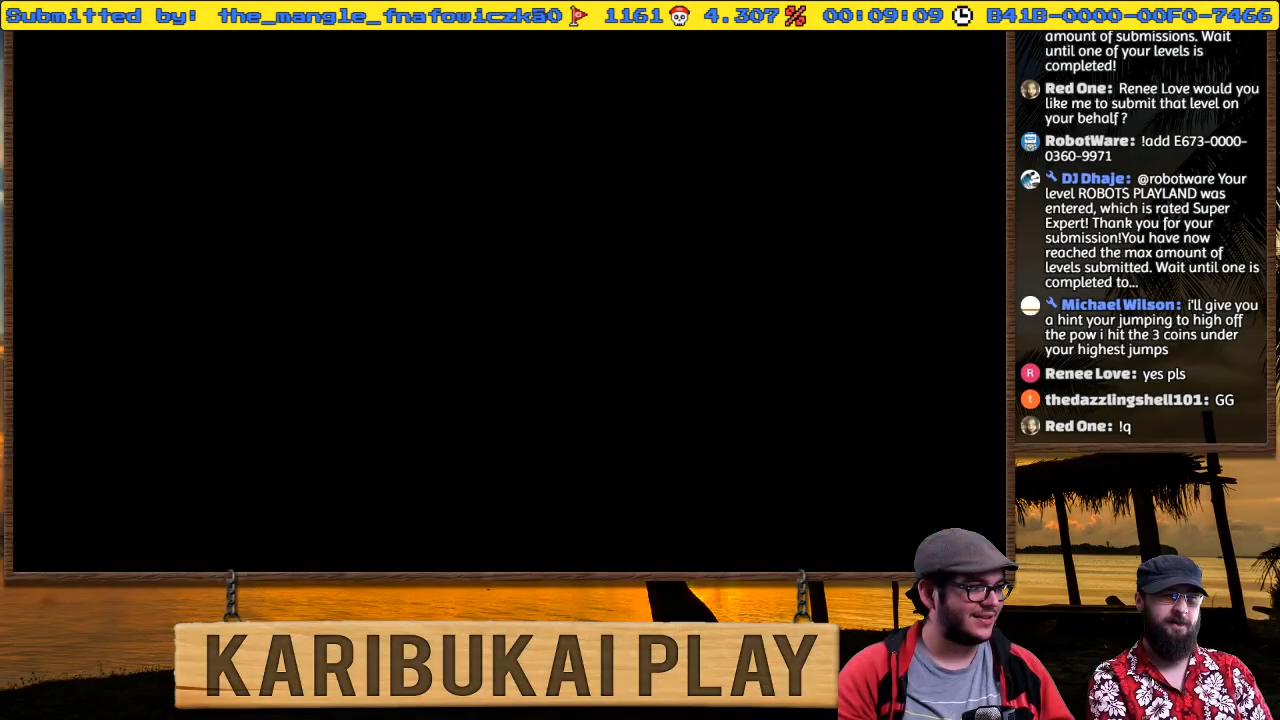 Submitted by: the_mangle_fnafowiczka50 1161 4.307% 00:09:09 B41B-0000-00F0-7466
amount of submissions. Wait
until one of your levels is
completed!
Red One: Renee Love would you
like me to submit that level on
your behalf?
RobotWare: !add E673-0000-
0360-9971
DJ Dhaje: @robotware Your
level ROBOTS PLAYLAND was
entered, which is rated Super
Expert! Thank you for your
submission!You have now
reached the max amount of
levels submitted. Wait until one is
completed to...
Michael Wilson: i'll give you
a hint your jumping to high off
the pow i hit the 3 coins under
your highest jumps
R Renee Love: yes pls
t thedazzlingshell101: GG
Red One: !q
KARIBUKAI PLAY